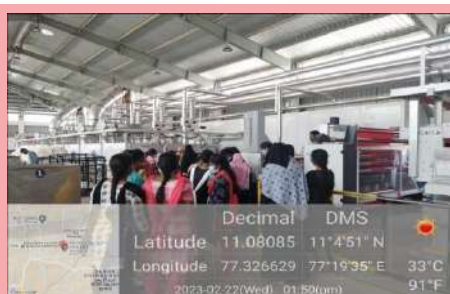 Decimal DMS
Latitude 11.08085 11°4'51" N
Longitude 77.326629 77°19'35" E 33°C
2023-02-22(Wed) 01:50(pm) 91°F